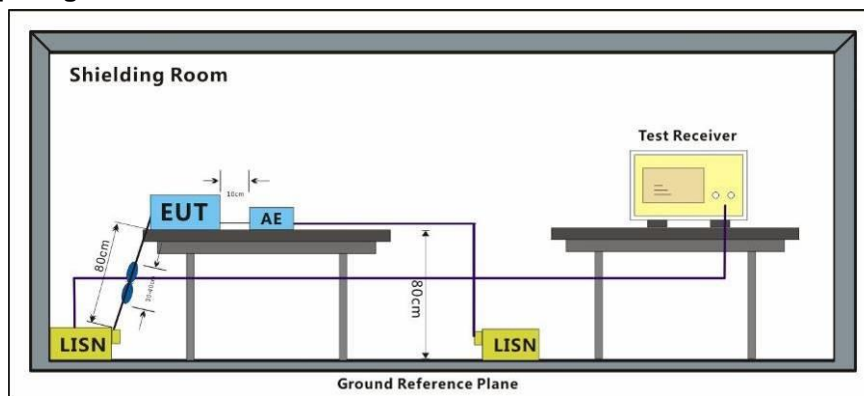 Shielding Room
Test Receiver
10cm
EUT
AE
80cm
80cm
LISN
LISN
Ground Reference Plane